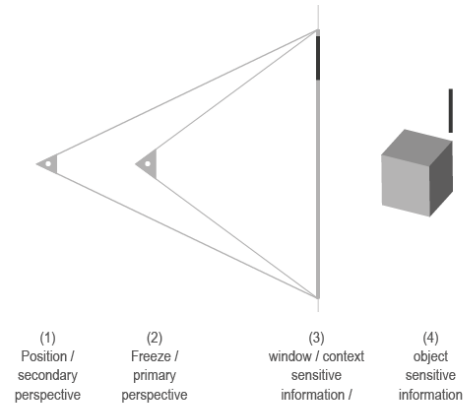 (1)
Position /
secondary
perspective
(2)
Freeze /
primary
perspective
(3)
window / context
sensitive
information /
(4)
object
sensitive
information